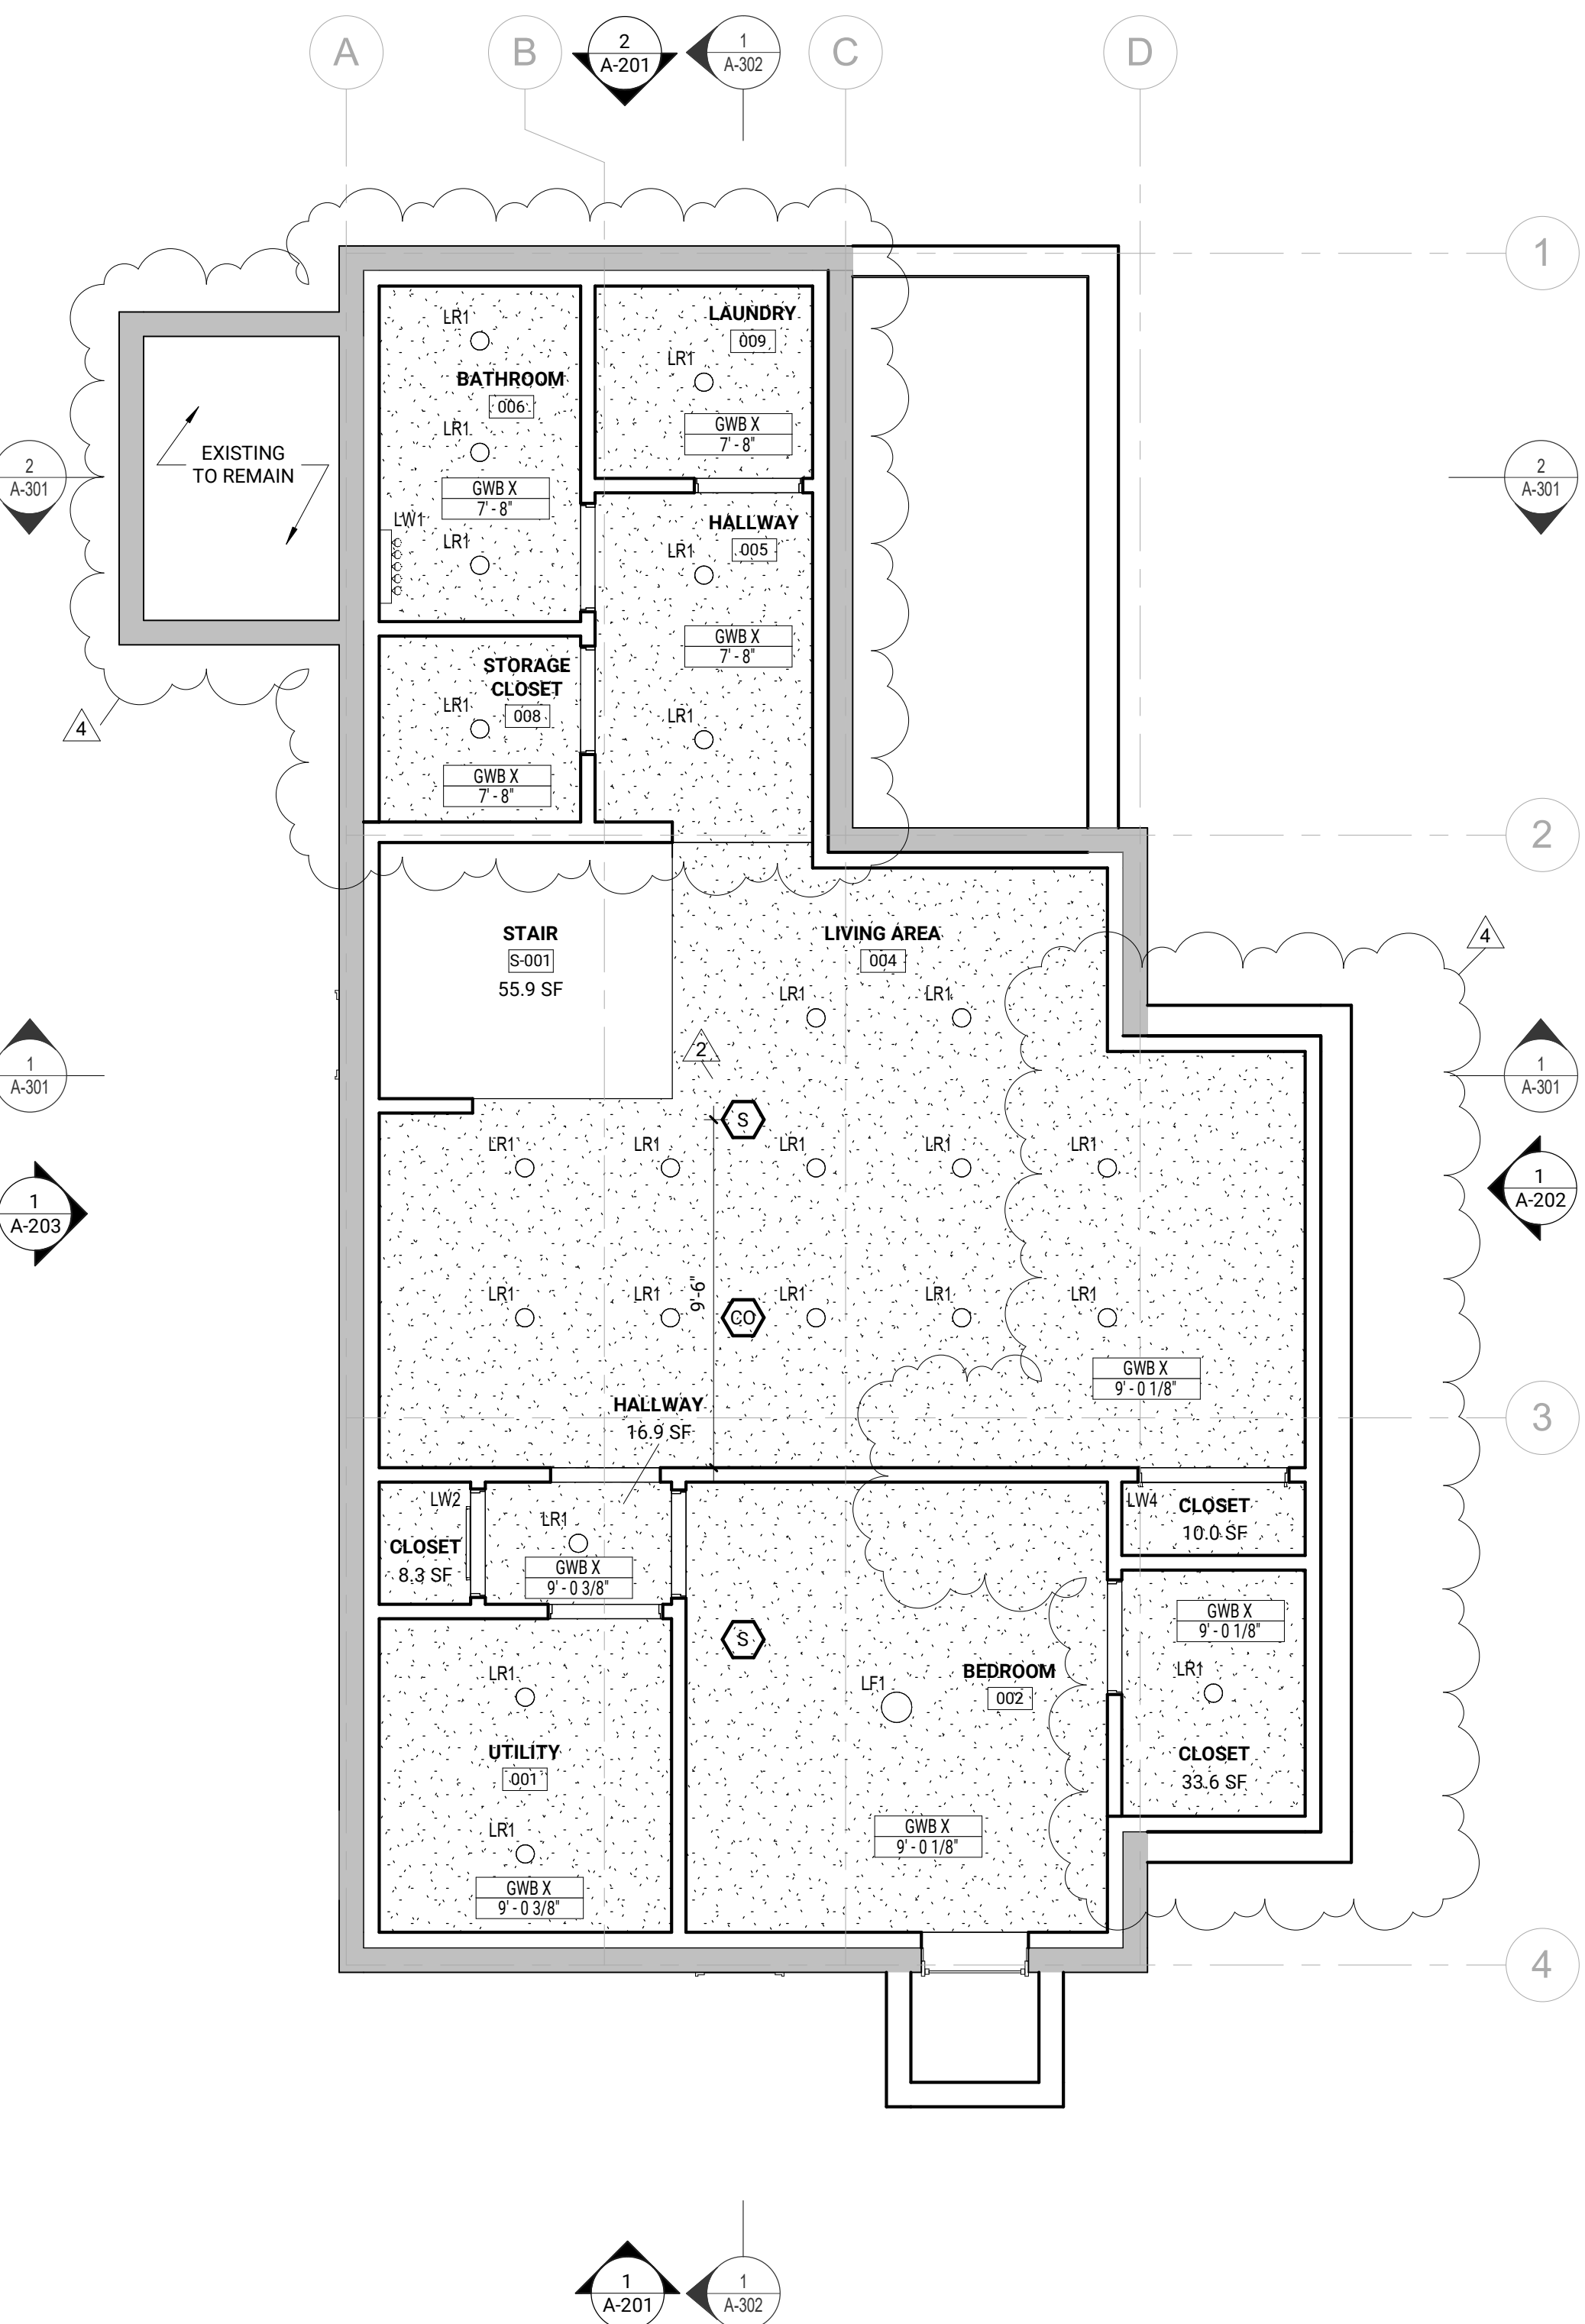 A
B
2
A-201
1
A-302
C
D
1
LR1
BATHROOM
006
LR1
GWB X
7' - 8"
LW1
LR1
LAUNDRY
009
LR1
GWB X
7' - 8"
EXISTING
TO REMAIN
2
A-301
2
A-301
HALLWAY
005
LR1
GWB X
7' - 8"
LR1
STORAGE
CLOSET
008
LR1
GWB X
7' - 8"
4
2
STAIR
S-001
55.9 SF
LIVING AREA
004
4
LR1
LR1
2
1
A-301
1
A-301
S
LR1
LR1
LR1
LR1
LR1
1
A-203
1
A-202
9'-6"
LR1
LR1
CO
LR1
LR1
LR1
GWB X
9' - 0 1/8"
HALLWAY
16.9 SF
3
LW2
CLOSET
8.3 SF
LR1
GWB X
9' - 0 3/8"
LW4
CLOSET
10.0 SF
GWB X
9' - 0 1/8"
LR1
CLOSET
33.6 SF
S
LF1
BEDROOM
002
GWB X
9' - 0 1/8"
LR1
UTILITY
001
LR1
GWB X
9' - 0 3/8"
4
1
A-201
1
A-302